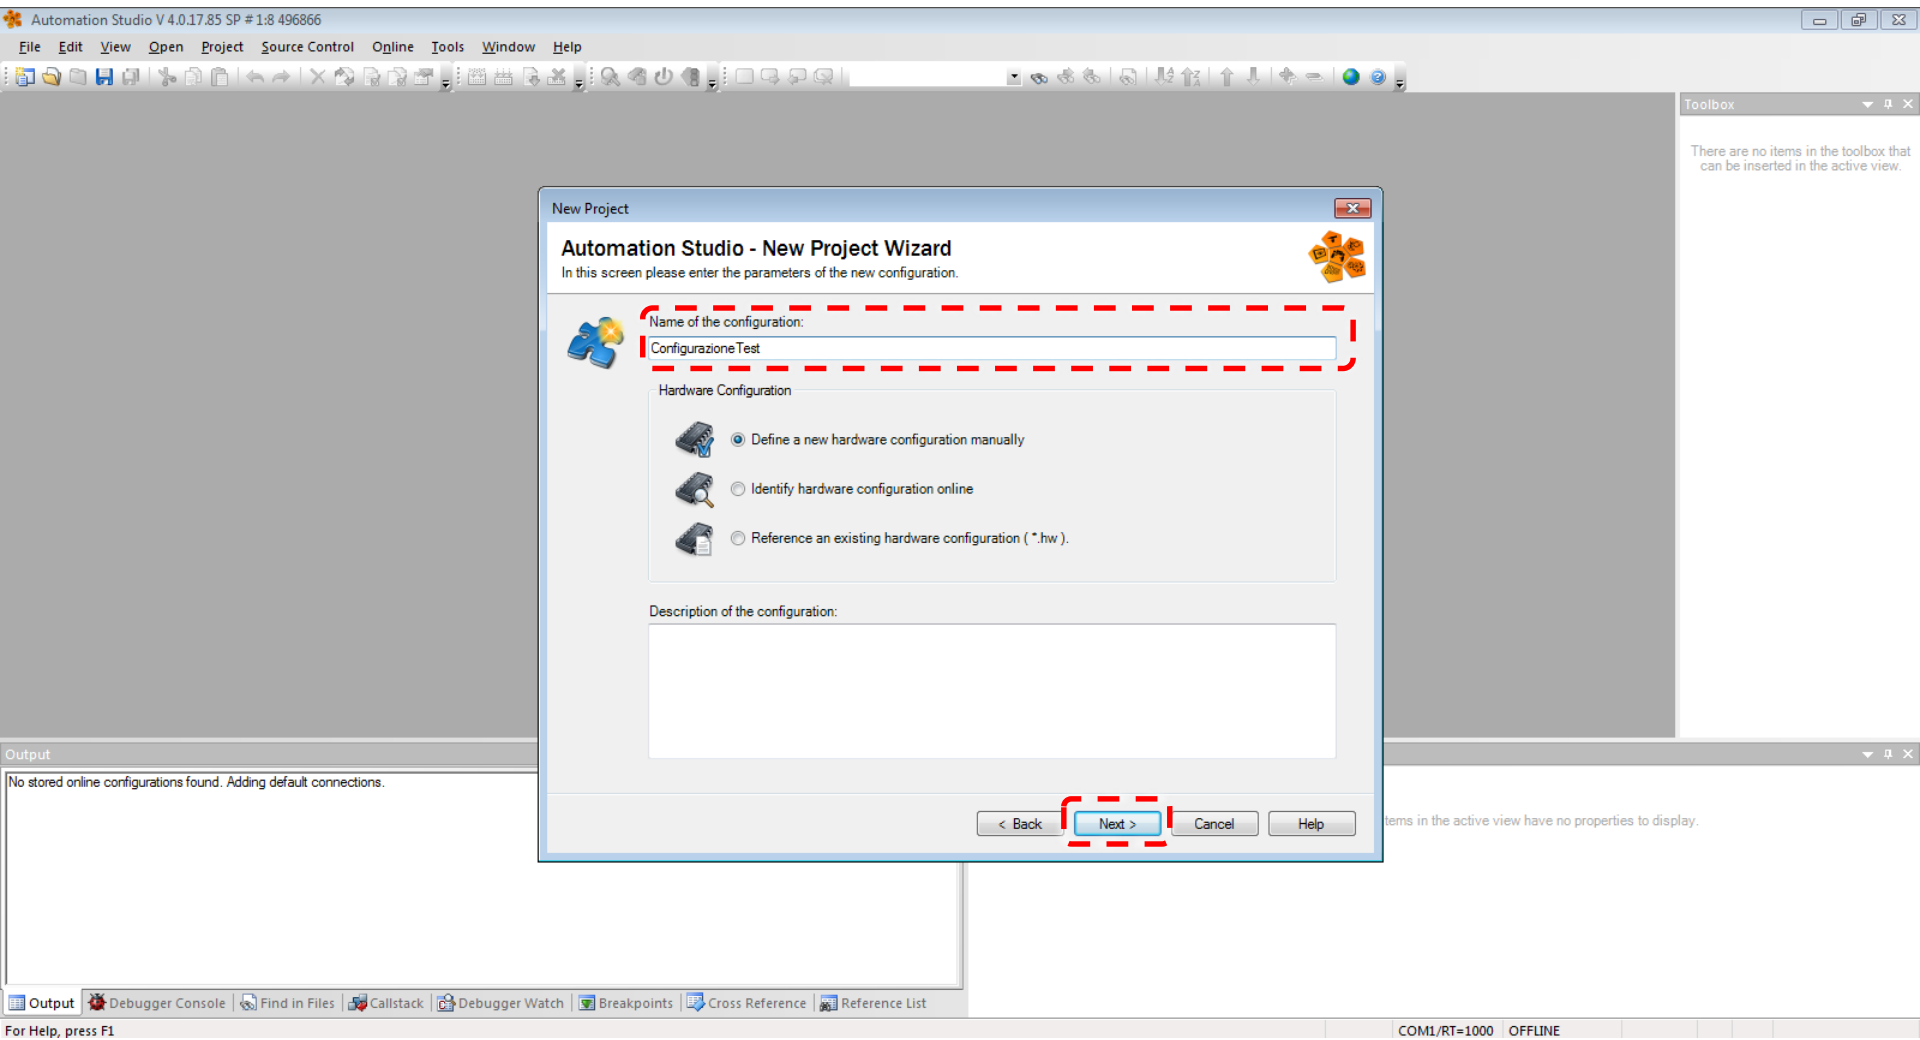 Automation Studio V 4.0.17.85 SP # 1:8 496866
File Edit View Open Project Source Control Online Tools Window Help
Toolbox
There are no items in the toolbox that
can be inserted in the active view.
New Project
Automation Studio - New Project Wizard
In this screen please enter the parameters of the new configuration.
Name of the configuration:
ConfigurazioneTest
Hardware Configuration
Define a new hardware configuration manually
Identify hardware configuration online
Reference an existing hardware configuration ( *.hw ).
Description of the configuration:
< Back Next > Cancel Help
Output
No stored online configurations found. Adding default connections.
tems in the active view have no properties to display.
Output Debugger Console Find in Files Callstack Debugger Watch Breakpoints Cross Reference Reference List
For Help, press F1
COM1/RT=1000 OFFLINE